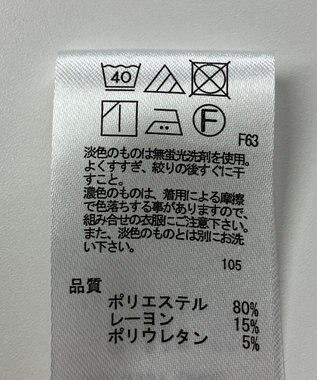 40
F
F63
淡色のものは無蛍光洗剤を使用。
よくすすぎ、絞りの後すぐに干
すこと。
濃色のものは、着用による摩擦
で色落ちする事がありますので、
組み合せの衣服にご注意下さい。
また、淡色のものとは別にお洗
い下さい。
105
品質
ポリエステル 80%
レーヨン 15%
ポリウレタン 5%